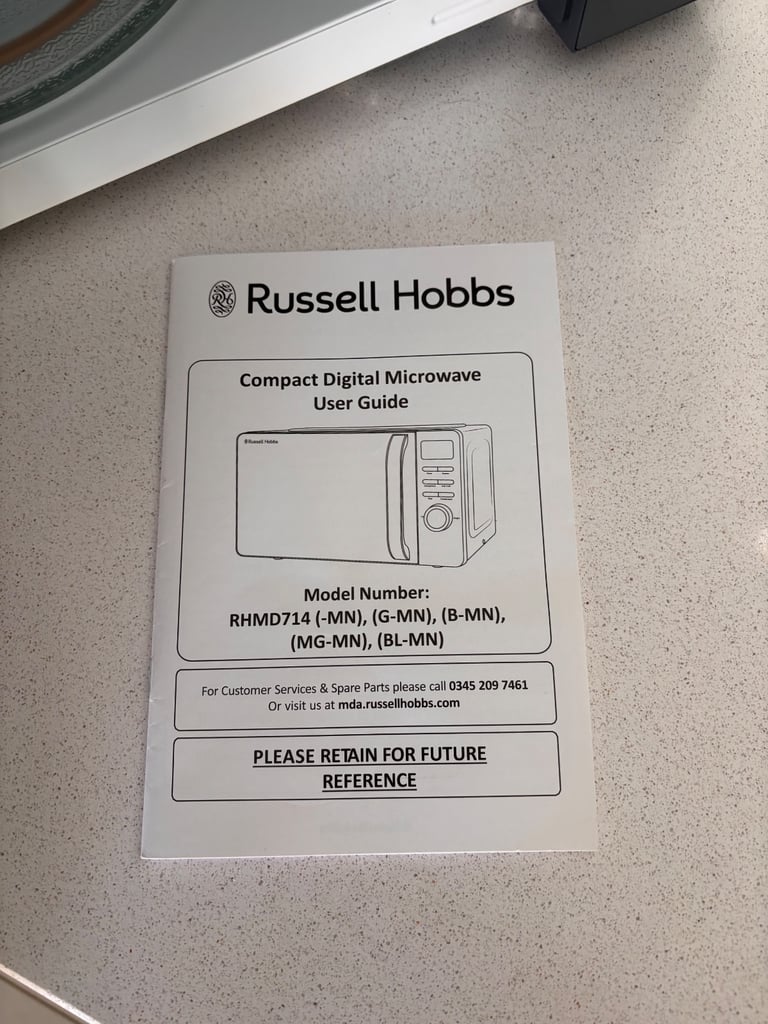 Russell Hobbs
Compact Digital Microwave
User Guide
Russell Hobbs
Model Number:
RHMD714 (-MN), (G-MN), (B-MN),
(MG-MN), (BL-MN)
For Customer Services & Spare Parts please call 0345 209 7461
Or visit us at mda.russellhobbs.com
PLEASE RETAIN FOR FUTURE
REFERENCE